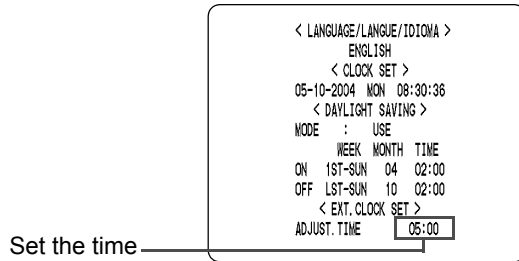 < LANGUAGE/LANGUE/IDIOMA >
ENGLISH
< CLOCK SET >
05-10-2004 MON 08:30:36
< DAYLIGHT SAVING >
MODE : USE
WEEK MONTH TIME
ON 1ST-SUN 04 02:00
OFF LST-SUN 10 02:00
< EXT.CLOCK SET >
ADJUST.TIME 05:00
Set the time